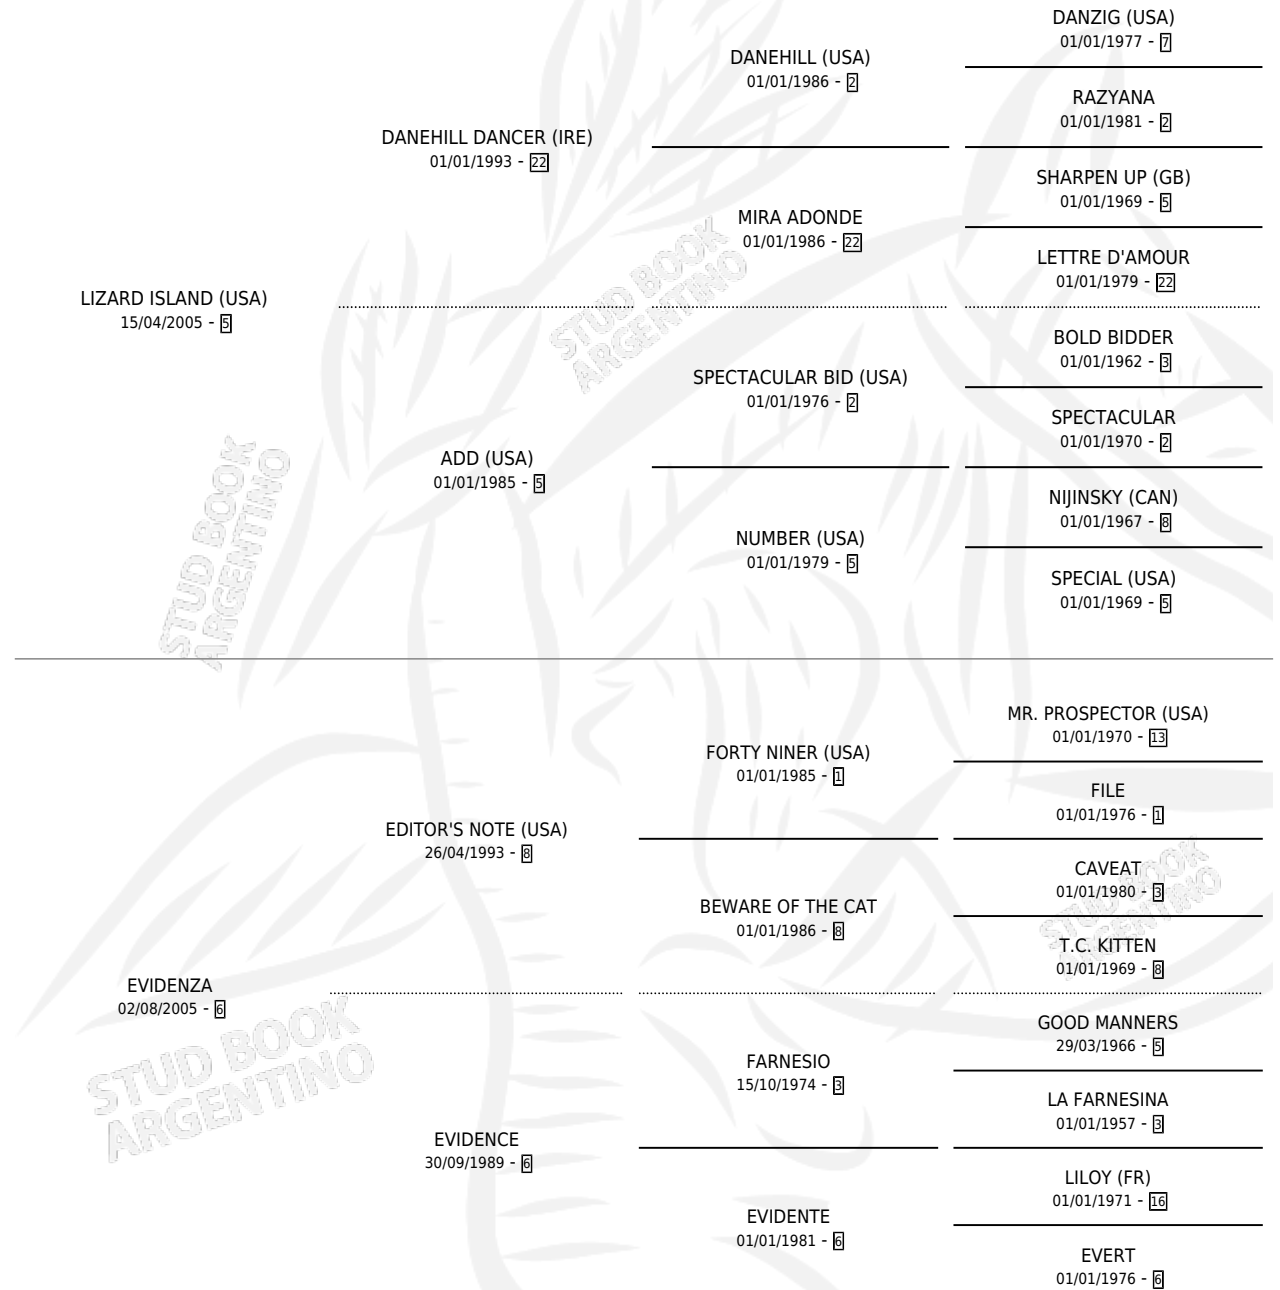 DANZIG (USA)
01/01/1977 - 7
DANEHILL (USA)
01/01/1986 - 2
RAZYANA
01/01/1981 - 2
DANEHILL DANCER (IRE)
01/01/1993 - 22
SHARPEN UP (GB)
01/01/1969 - 5
MIRA ADONDE
01/01/1986 - 22
LETTRE D'AMOUR
01/01/1979 - 22
LIZARD ISLAND (USA)
15/04/2005 - 5
BOLD BIDDER
01/01/1962 - 3
SPECTACULAR BID (USA)
01/01/1976 - 2
SPECTACULAR
01/01/1970 - 2
ADD (USA)
01/01/1985 - 5
NIJINSKY (CAN)
01/01/1967 - 8
NUMBER (USA)
01/01/1979 - 5
SPECIAL (USA)
01/01/1969 - 5
MR. PROSPECTOR (USA)
01/01/1970 - 13
FORTY NINER (USA)
01/01/1985 - 1
FILE
01/01/1976 - 1
EDITOR'S NOTE (USA)
26/04/1993 - 8
CAVEAT
01/01/1980 - 3
BEWARE OF THE CAT
01/01/1986 - 8
T.C. KITTEN
01/01/1969 - 8
EVIDENZA
02/08/2005 - 6
GOOD MANNERS
29/03/1966 - 5
FARNESIO
15/10/1974 - 3
LA FARNESINA
01/01/1957 - 3
EVIDENCE
30/09/1989 - 6
LILOY (FR)
01/01/1971 - 16
EVIDENTE
01/01/1981 - 6
EVERT
01/01/1976 - 6
STUD BOOK
ARGENTINO
STUD BOOK
ARGENTINO
STUD BOOK
ARGENTINO
STUD BOOK
ARGENTINO